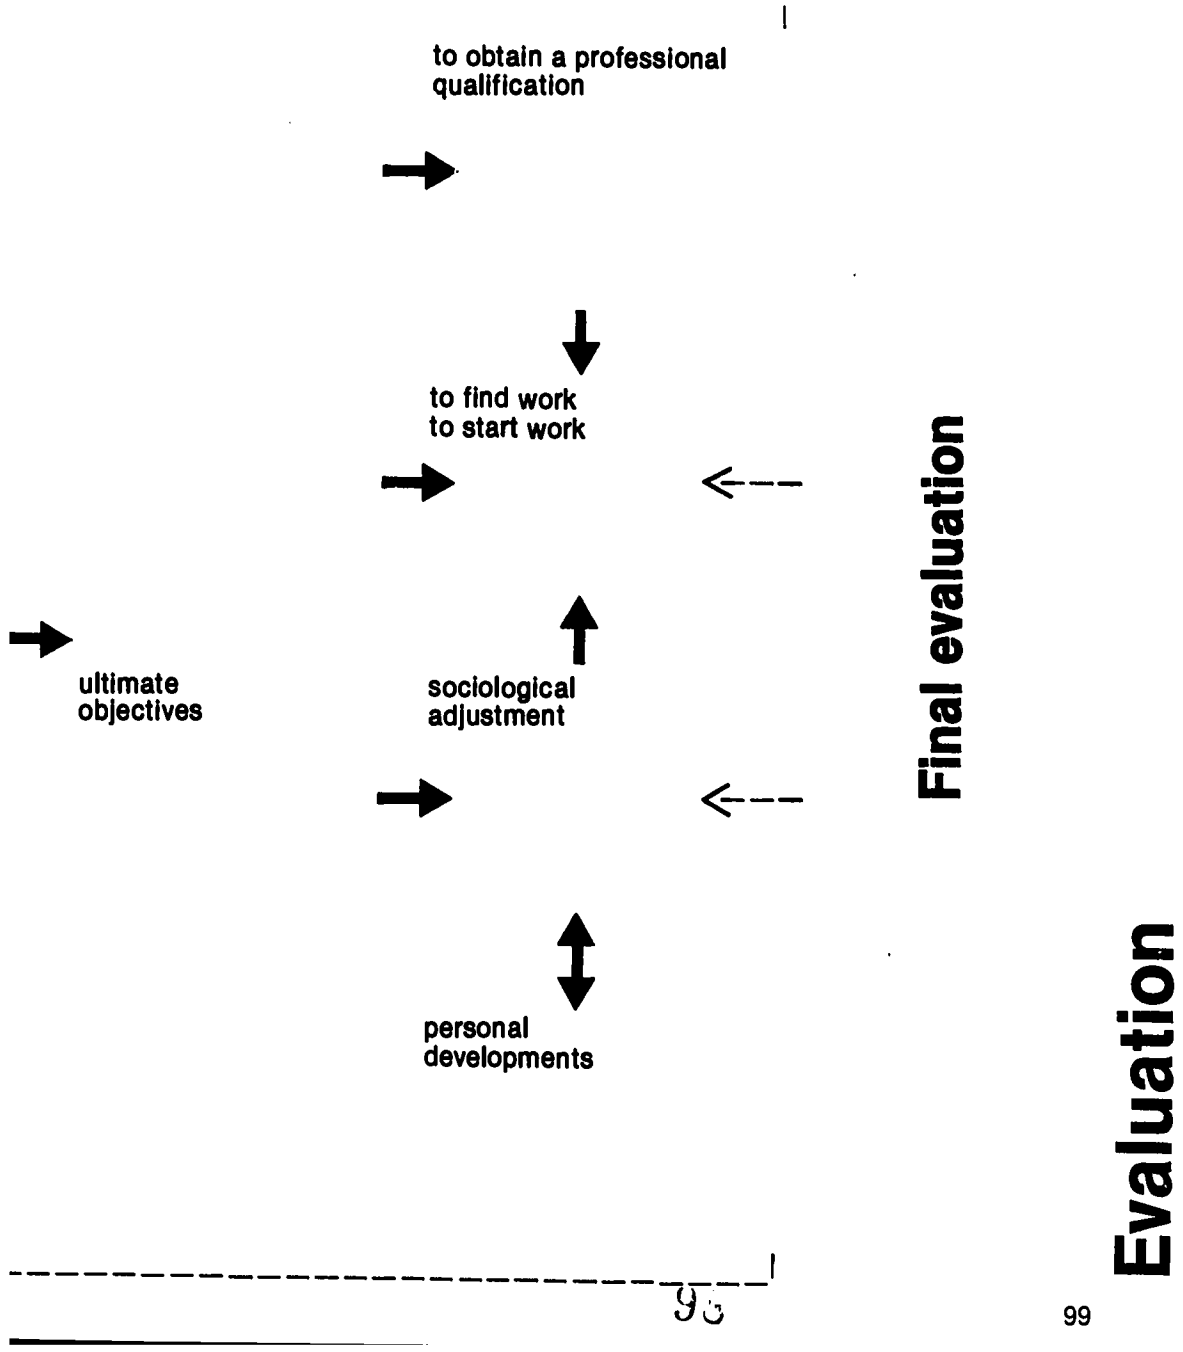 to obtain a professional
qualification
to find work
to start work
ultimate
objectives
sociological
adjustment
personal
developments
Final evaluation
Evaluation
99